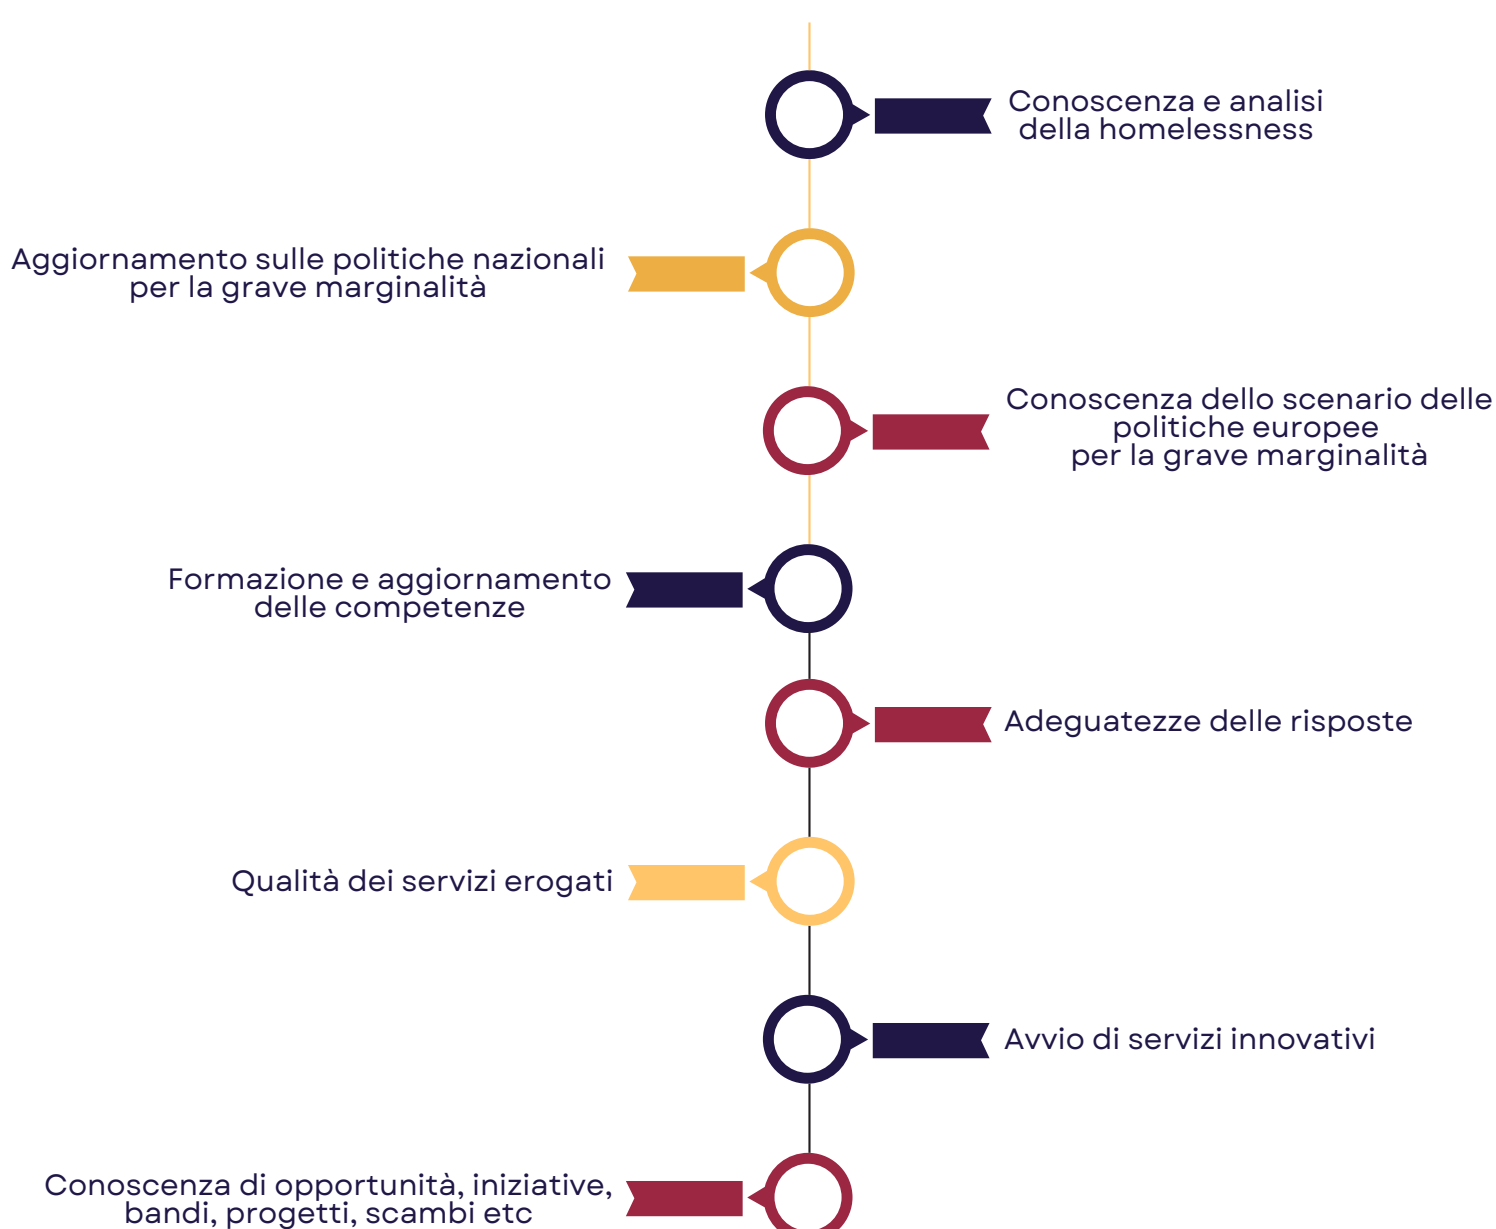 Conoscenza e analisi
della homelessness
Aggiornamento sulle politiche nazionali
per la grave marginalità
Conoscenza dello scenario delle
politiche europee
per la grave marginalità
Formazione e aggiornamento
delle competenze
Adeguatezze delle risposte
Qualità dei servizi erogati
Avvio di servizi innovativi
Conoscenza di opportunità, iniziative,
bandi, progetti, scambi etc